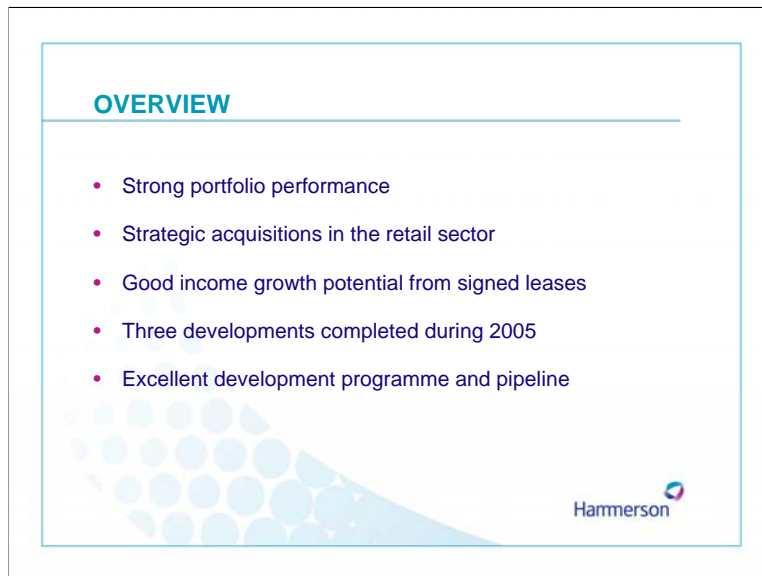 OVERVIEW
• Strong portfolio performance
• Strategic acquisitions in the retail sector
• Good income growth potential from signed leases
• Three developments completed during 2005
• Excellent development programme and pipeline
Hammerson